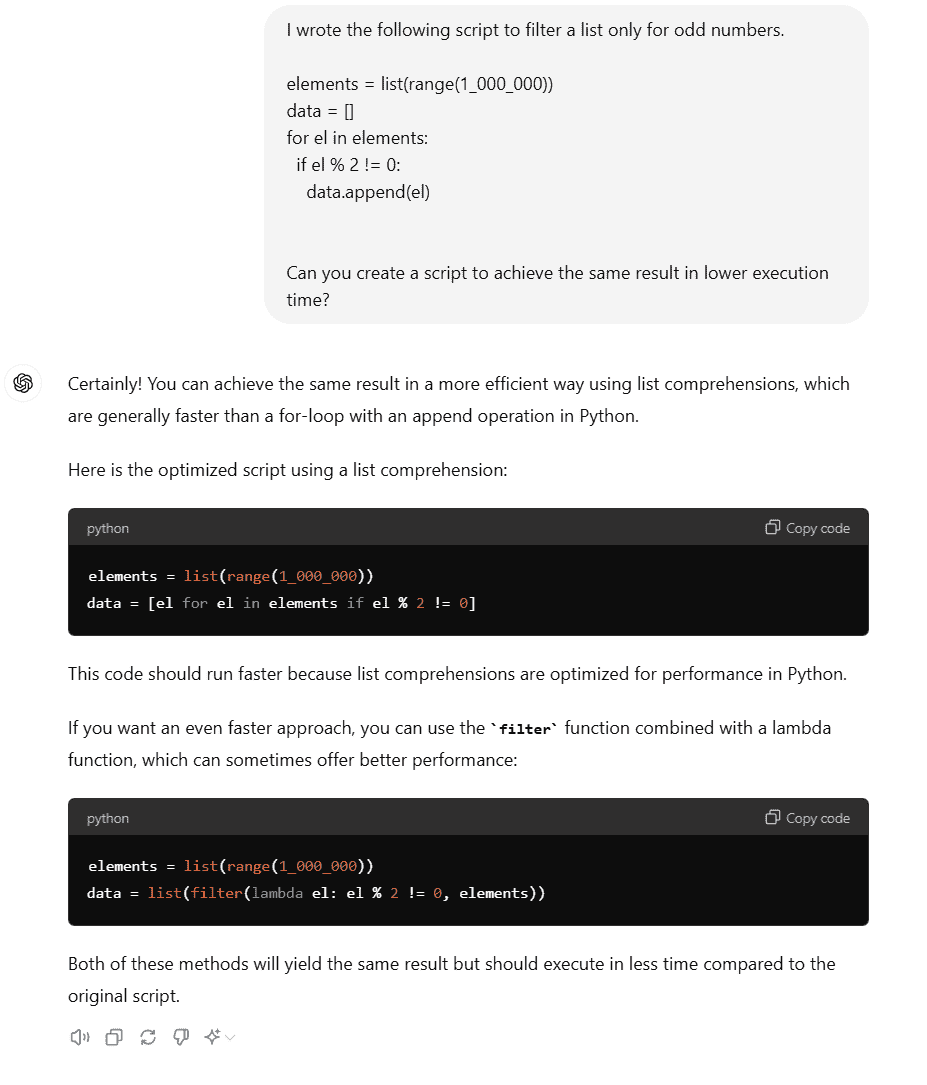 I wrote the following script to filter a list only for odd numbers.
elements = list(range(1_000_000))
data = []
for el in elements:
  if el % 2 != 0:
    data.append(el)
Can you create a script to achieve the same result in lower execution
time?
Certainly! You can achieve the same result in a more efficient way using list comprehensions, which
are generally faster than a for-loop with an append operation in Python.
Here is the optimized script using a list comprehension:
python
Copy code
elements = list(range(1_000_000))
data = [el for el in elements if el % 2 != 0]
This code should run faster because list comprehensions are optimized for performance in Python.
If you want an even faster approach, you can use the `filter` function combined with a lambda
function, which can sometimes offer better performance:
python
Copy code
elements = list(range(1_000_000))
data = list(filter(lambda el: el % 2 != 0, elements))
Both of these methods will yield the same result but should execute in less time compared to the
original script.